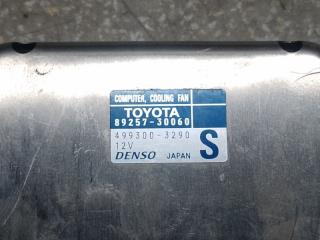 COMPUTER, COOLING FAN
TOYOTA
89257-30060
499300-3290
12V
DENSO JAPAN S